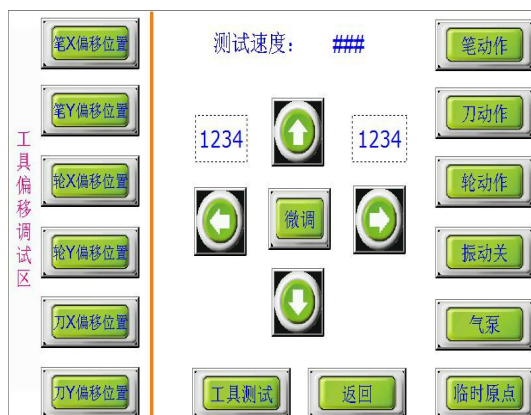 工具偏移调试区
笔X偏移位置
笔Y偏移位置
轮X偏移位置
轮Y偏移位置
刀X偏移位置
刀Y偏移位置
测试速度： ###
1234
1234
微调
工具测试
返回
笔动作
刀动作
轮动作
振动关
气泵
临时原点